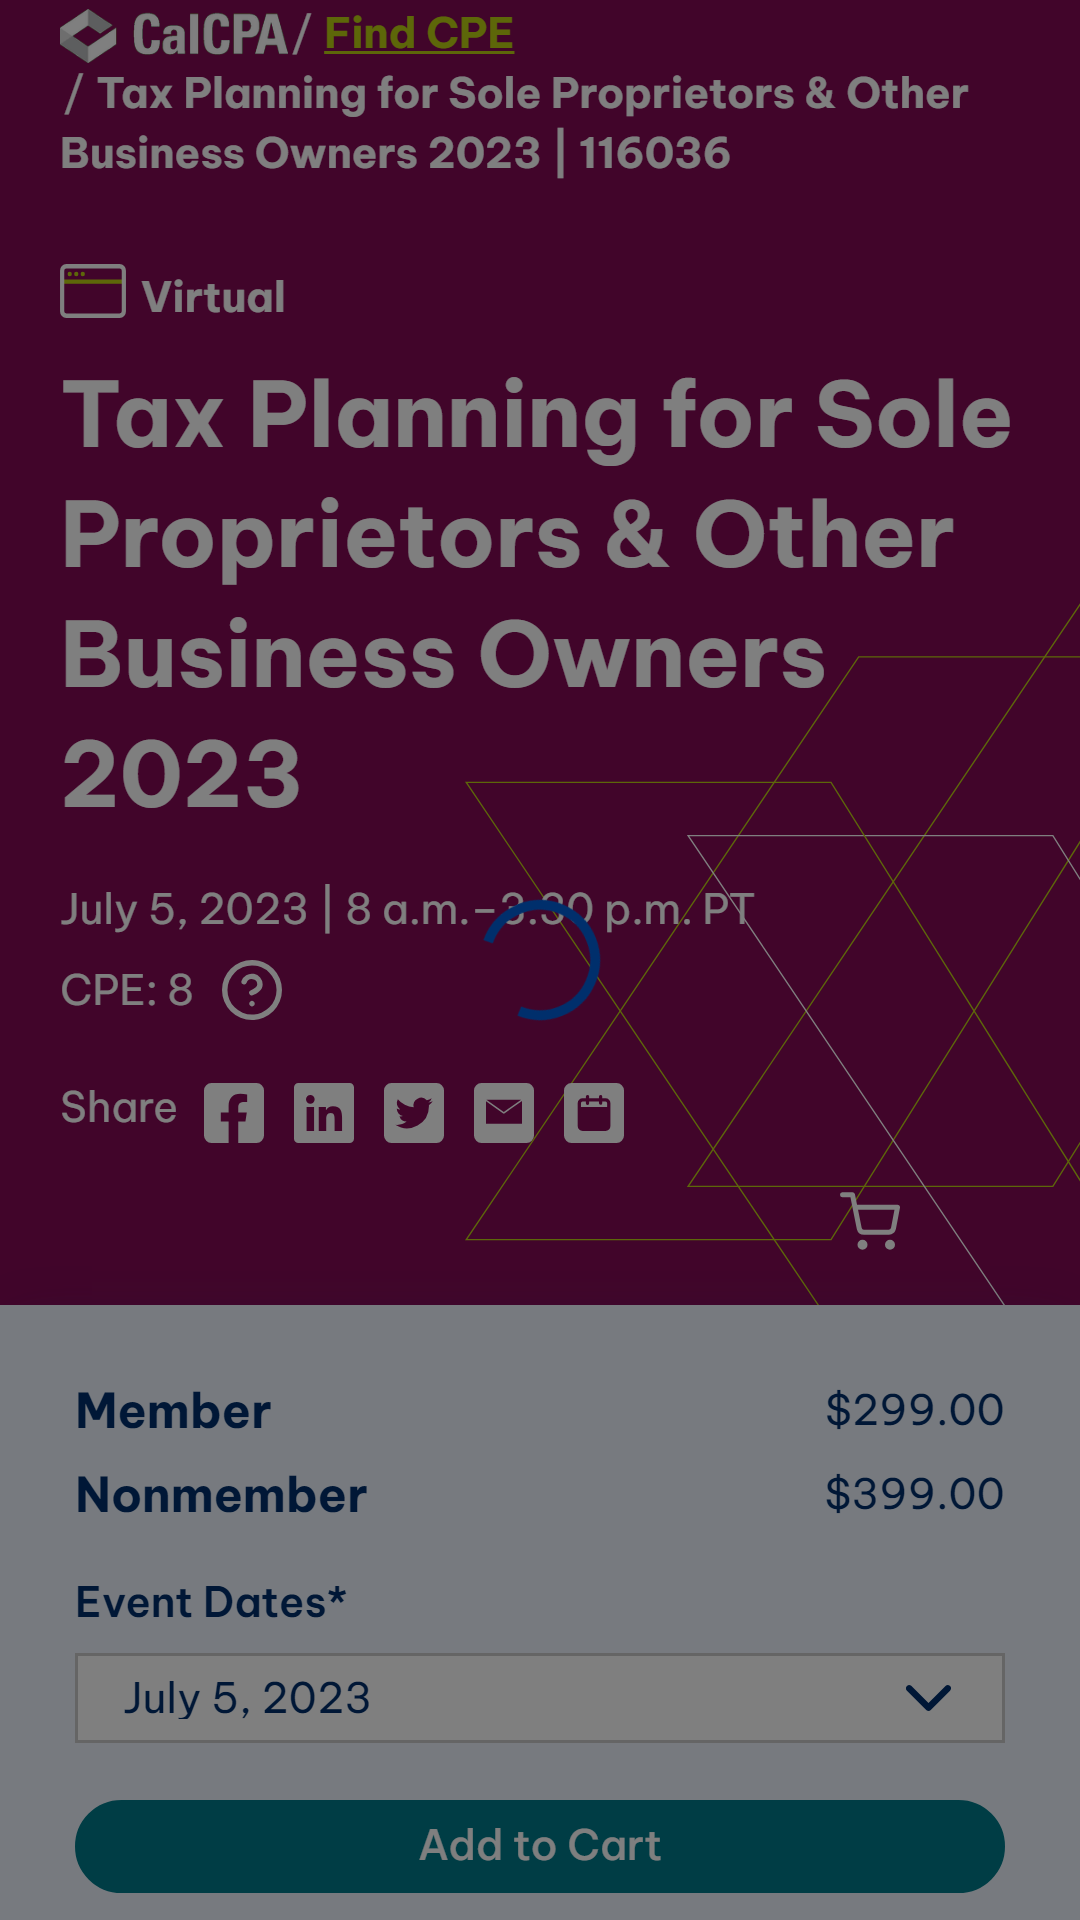 CalCPA / Find CPE
/ Tax Planning for Sole Proprietors & Other
Business Owners 2023 | 116036
Virtual
Tax Planning for Sole
Proprietors & Other
Business Owners
2023
July 5, 2023 | 8 a.m.–3:30 p.m. PT
CPE: 8 ?
Share
Member $299.00
Nonmember $399.00
Event Dates*
July 5, 2023
Add to Cart